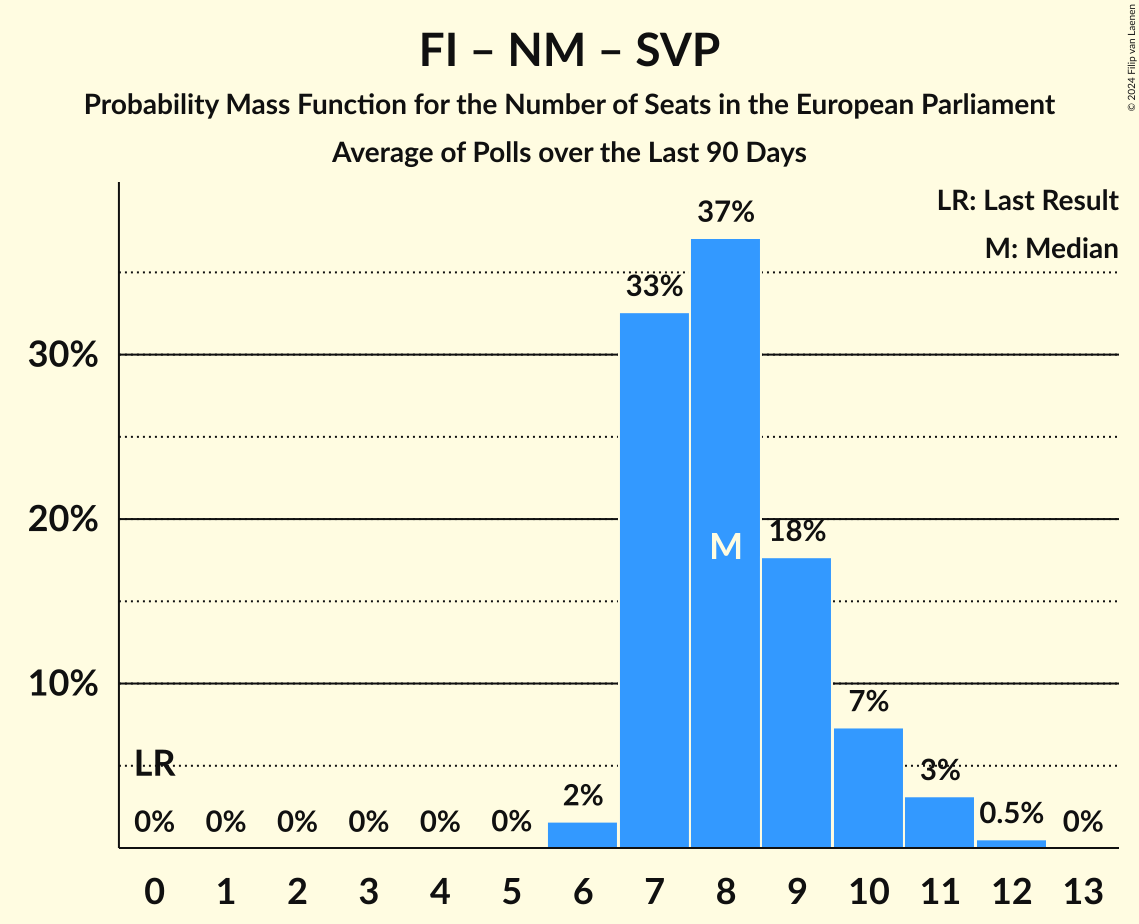 FI – NM – SVP
Probability Mass Function for the Number of Seats in the European Parliament
Average of Polls over the Last 90 Days
© 2024 Filip van Laenen
LR: Last Result
M: Median
37%
33%
30%
20%
18%
M
10%
7%
LR
3%
2%
0.5%
0% 0% 0% 0% 0% 0% 0%
0 1 2 3 4 5 6 7 8 9 10 11 12 13